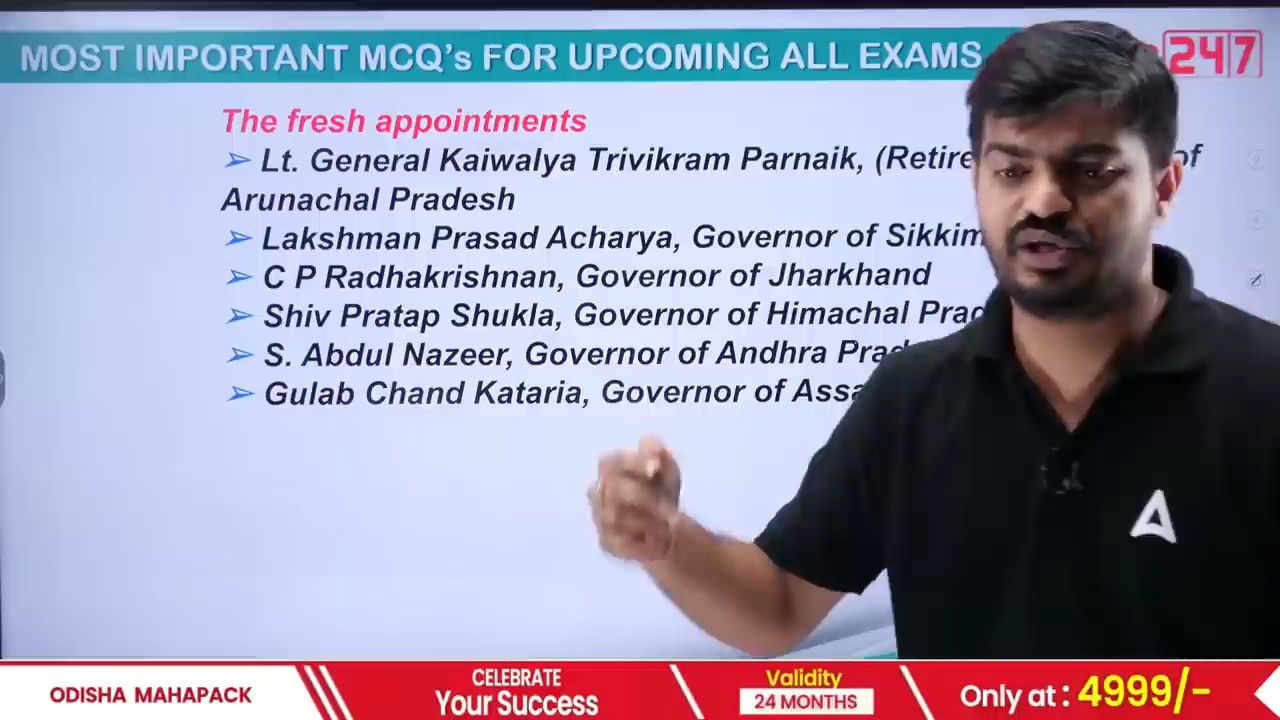 MOST IMPORTANT MCQ's FOR UPCOMING ALL EXAMS
247
The fresh appointments
➢ Lt. General Kaiwalya Trivikram Parnaik, (Retire of
Arunachal Pradesh
➢ Lakshman Prasad Acharya, Governor of Sikkim
➢ C P Radhakrishnan, Governor of Jharkhand
➢ Shiv Pratap Shukla, Governor of Himachal Prad
➢ S. Abdul Nazeer, Governor of Andhra Prad
➢ Gulab Chand Kataria, Governor of Assa
ODISHA MAHAPACK
CELEBRATE
Your Success
Validity
24 MONTHS
Only at : 4999/-